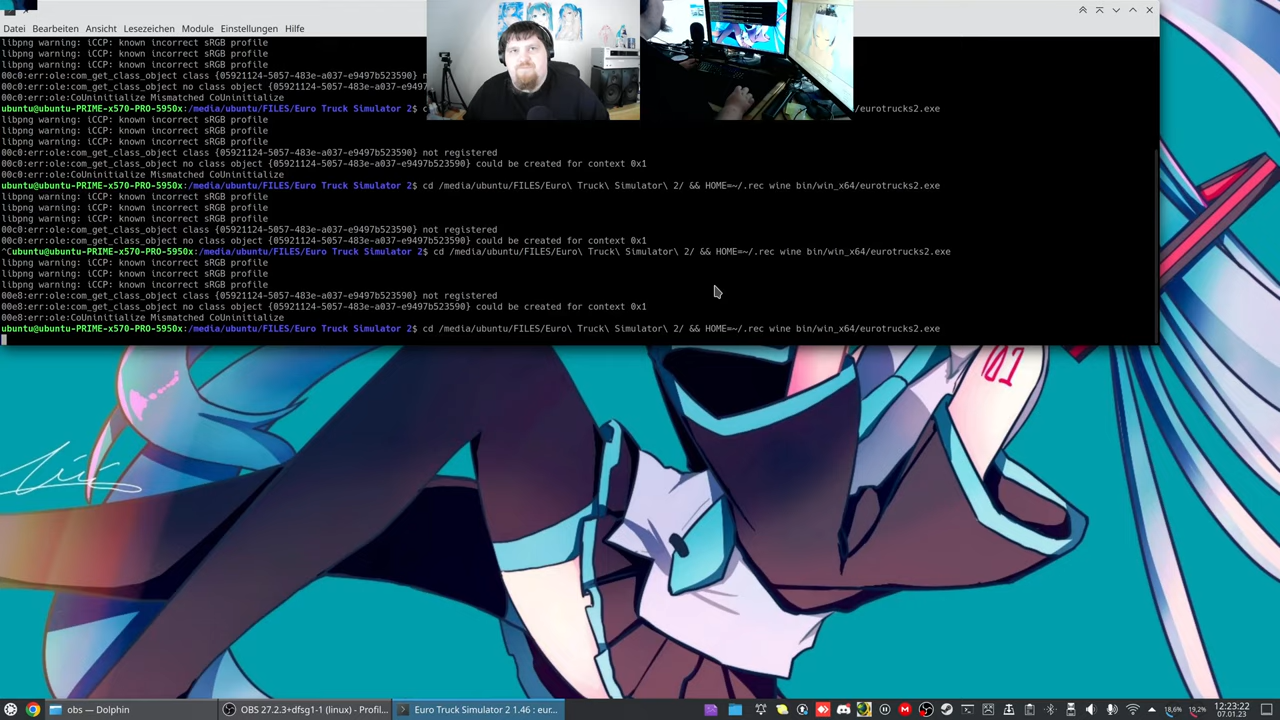 Datei Bearbeiten Ansicht Lesezeichen Module Einstellungen Hilfe
libpng warning: iCCP: known incorrect sRGB profile
libpng warning: iCCP: known incorrect sRGB profile
libpng warning: iCCP: known incorrect sRGB profile
00c0:err:ole:com_get_class_object class {05921124-5057-483e-a037-e9497b523590} n
00c0:err:ole:com_get_class_object no class object {05921124-5057-483e-a037-e9497b523590}
00c0:err:ole:CoUninitialize Mismatched CoUninitialize
ubuntu@ubuntu-PRIME-x570-PRO-5950x:/media/ubuntu/FILES/Euro Truck Simulator 2$ c /eurotrucks2.exe
libpng warning: iCCP: known incorrect sRGB profile
libpng warning: iCCP: known incorrect sRGB profile
libpng warning: iCCP: known incorrect sRGB profile
00c0:err:ole:com_get_class_object class {05921124-5057-483e-a037-e9497b523590} not registered
00c0:err:ole:com_get_class_object no class object {05921124-5057-483e-a037-e9497b523590} could be created for context 0x1
00c0:err:ole:CoUninitialize Mismatched CoUninitialize
ubuntu@ubuntu-PRIME-x570-PRO-5950x:/media/ubuntu/FILES/Euro Truck Simulator 2$ cd /media/ubuntu/FILES/Euro\ Truck\ Simulator\ 2/ && HOME=~/.rec wine bin/win_x64/eurotrucks2.exe
libpng warning: iCCP: known incorrect sRGB profile
libpng warning: iCCP: known incorrect sRGB profile
libpng warning: iCCP: known incorrect sRGB profile
00c0:err:ole:com_get_class_object class {05921124-5057-483e-a037-e9497b523590} not registered
00c0:err:ole:com_get_class_object no class object {05921124-5057-483e-a037-e9497b523590} could be created for context 0x1
^Cubuntu@ubuntu-PRIME-x570-PRO-5950x:/media/ubuntu/FILES/Euro Truck Simulator 2$ cd /media/ubuntu/FILES/Euro\ Truck\ Simulator\ 2/ && HOME=~/.rec wine bin/win_x64/eurotrucks2.exe
libpng warning: iCCP: known incorrect sRGB profile
libpng warning: iCCP: known incorrect sRGB profile
libpng warning: iCCP: known incorrect sRGB profile
00e8:err:ole:com_get_class_object class {05921124-5057-483e-a037-e9497b523590} not registered
00e8:err:ole:com_get_class_object no class object {05921124-5057-483e-a037-e9497b523590} could be created for context 0x1
00e8:err:ole:CoUninitialize Mismatched CoUninitialize
ubuntu@ubuntu-PRIME-x570-PRO-5950x:/media/ubuntu/FILES/Euro Truck Simulator 2$ cd /media/ubuntu/FILES/Euro\ Truck\ Simulator\ 2/ && HOME=~/.rec wine bin/win_x64/eurotrucks2.exe
01
obs — Dolphin
OBS 27.2.3+dfsg1-1 (linux) - Profil...
Euro Truck Simulator 2 1.46 : eur...
18,6%
19,2%
12:23:22
07.01.23